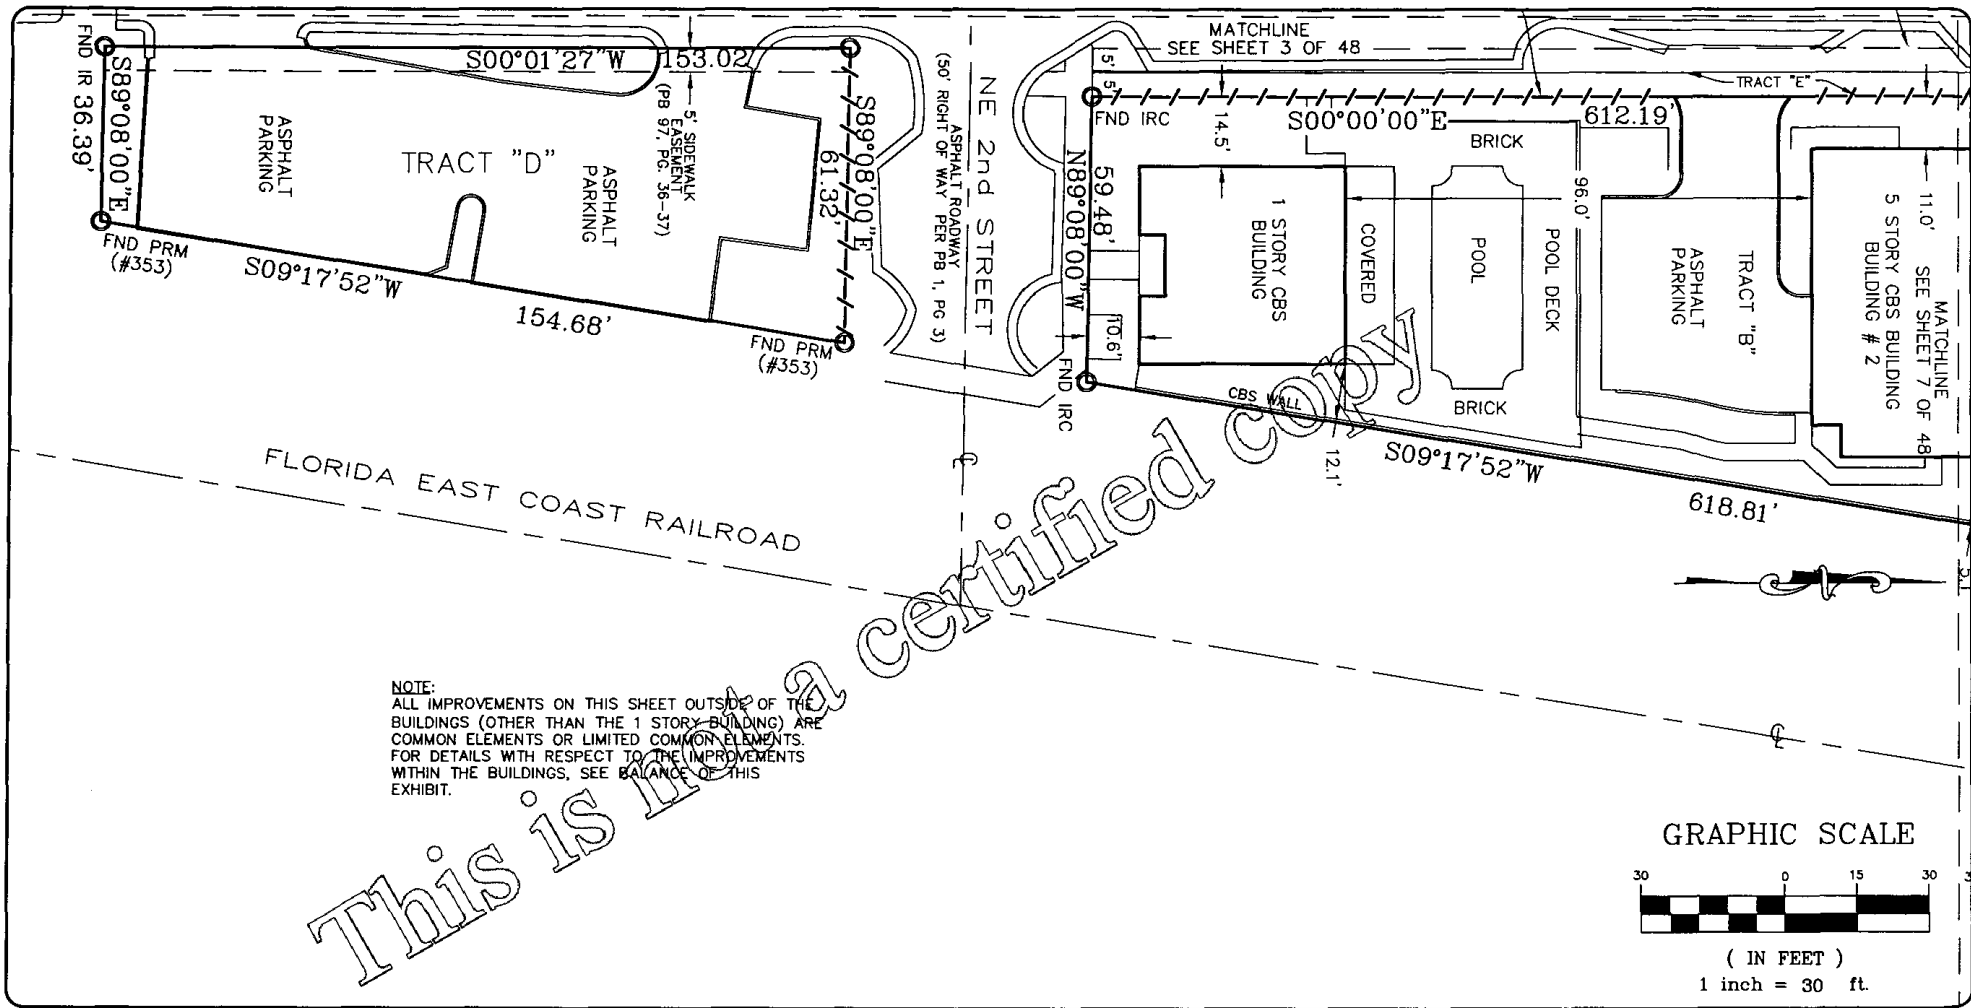 MATCHLINE
SEE SHEET 3 OF 48
FND IR
S89°08'00"E
36.39'
S00°01'27"W
153.02
5' SIDEWALK
EASEMENT
(PB 97, PG. 36-37)
ASPHALT
PARKING
TRACT "D"
ASPHALT
PARKING
S89°08'00"E
61.32'
FND PRM
(#353)
S09°17'52"W
154.68'
FND PRM
(#353)
NE 2nd STREET
ASPHALT ROADWAY
(50' RIGHT OF WAY PER PB 1, PG 3)
5'
5'
FND IRC
N89°08'00"W
59.48'
10.6'
FND IRC
14.5'
S00°00'00"E
612.19'
TRACT "E"
1 STORY CBS
BUILDING
COVERED
BRICK
POOL
POOL DECK
BRICK
96.0'
CBS WALL
12.1'
ASPHALT
PARKING
TRACT "B"
11.0'
5 STORY CBS BUILDING
BUILDING # 2
MATCHLINE
SEE SHEET 7 OF 48
S09°17'52"W
618.81'
5.1
FLORIDA EAST COAST RAILROAD
NOTE:
ALL IMPROVEMENTS ON THIS SHEET OUTSIDE OF THE
BUILDINGS (OTHER THAN THE 1 STORY BUILDING) ARE
COMMON ELEMENTS OR LIMITED COMMON ELEMENTS.
FOR DETAILS WITH RESPECT TO THE IMPROVEMENTS
WITHIN THE BUILDINGS, SEE BALANCE OF THIS
EXHIBIT.
This is not a certified copy
GRAPHIC SCALE
30 0 15 30
( IN FEET )
1 inch = 30 ft.